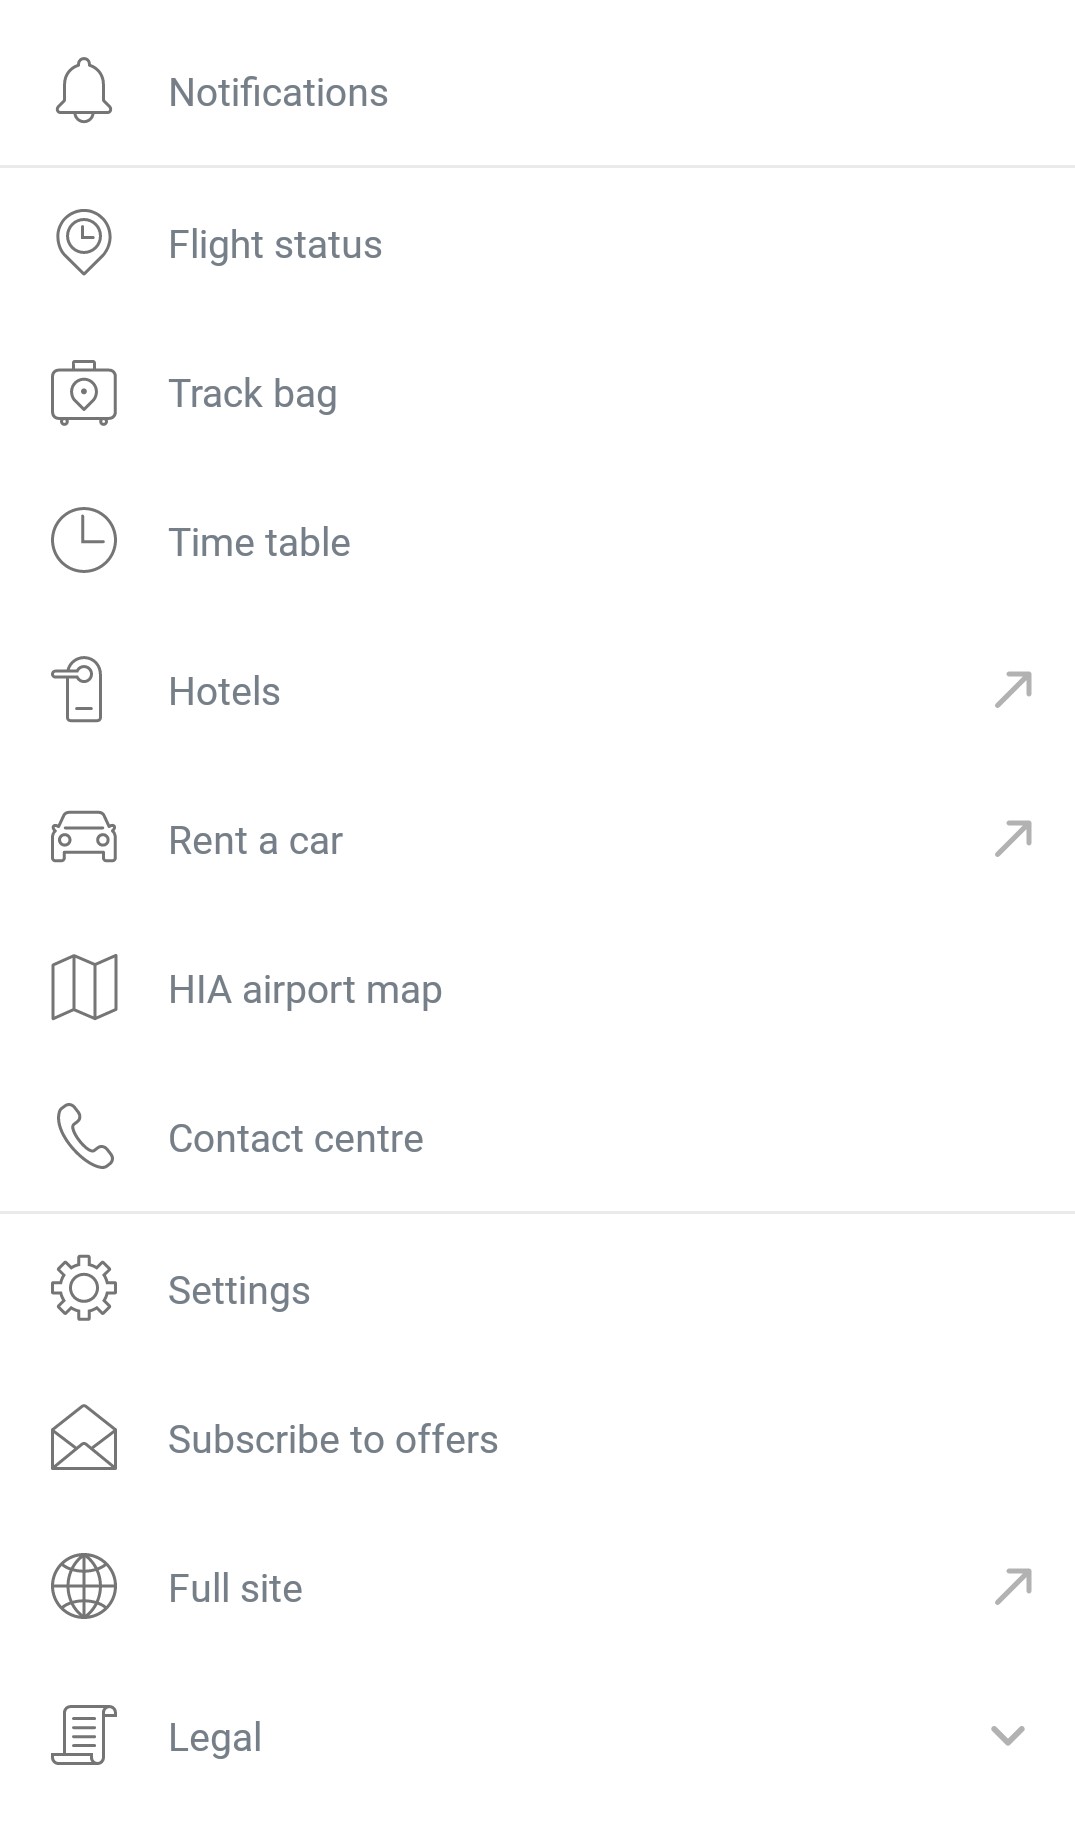 Notifications
Flight status
Track bag
Time table
Hotels
Rent a car
HIA airport map
Contact centre
Settings
Subscribe to offers
Full site
Legal